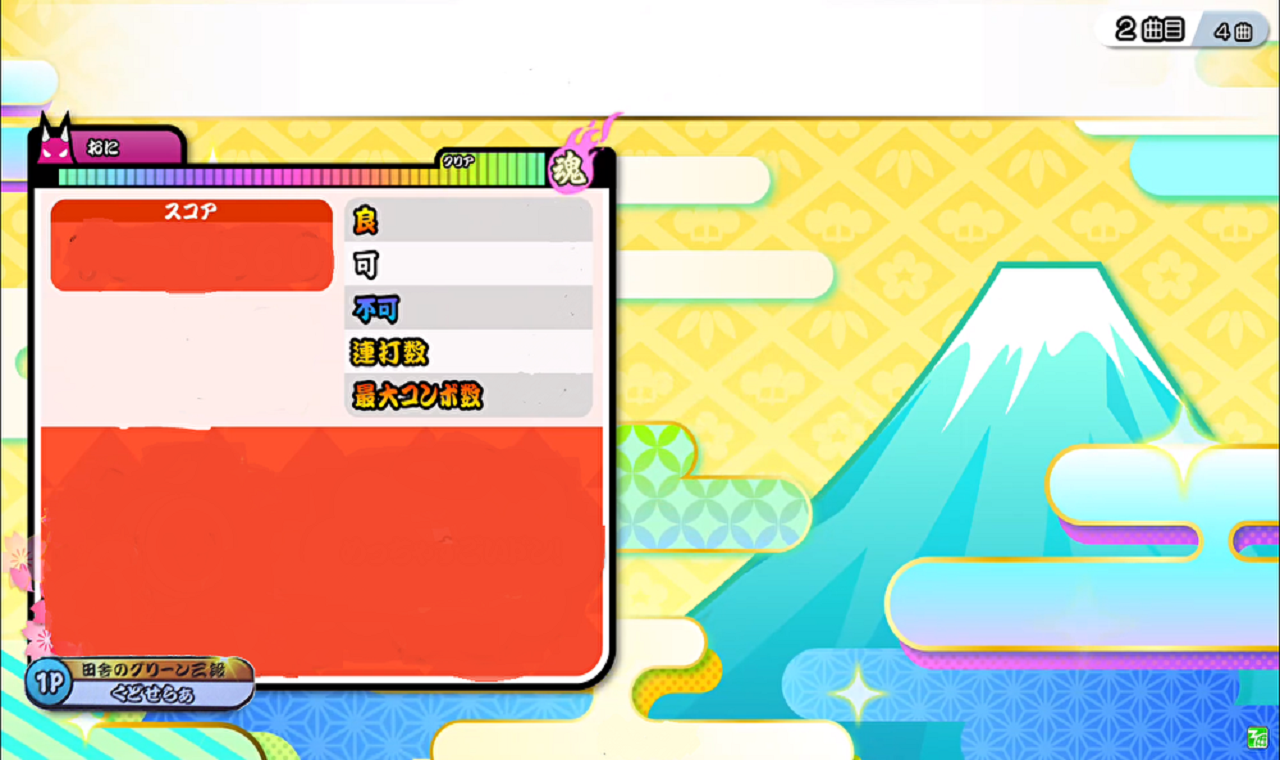 2曲目 4曲
おに
クリア
魂
スコア
良
可
不可
連打数
最大コンボ数
1P
田舎のグリーン三段
くどせらあ